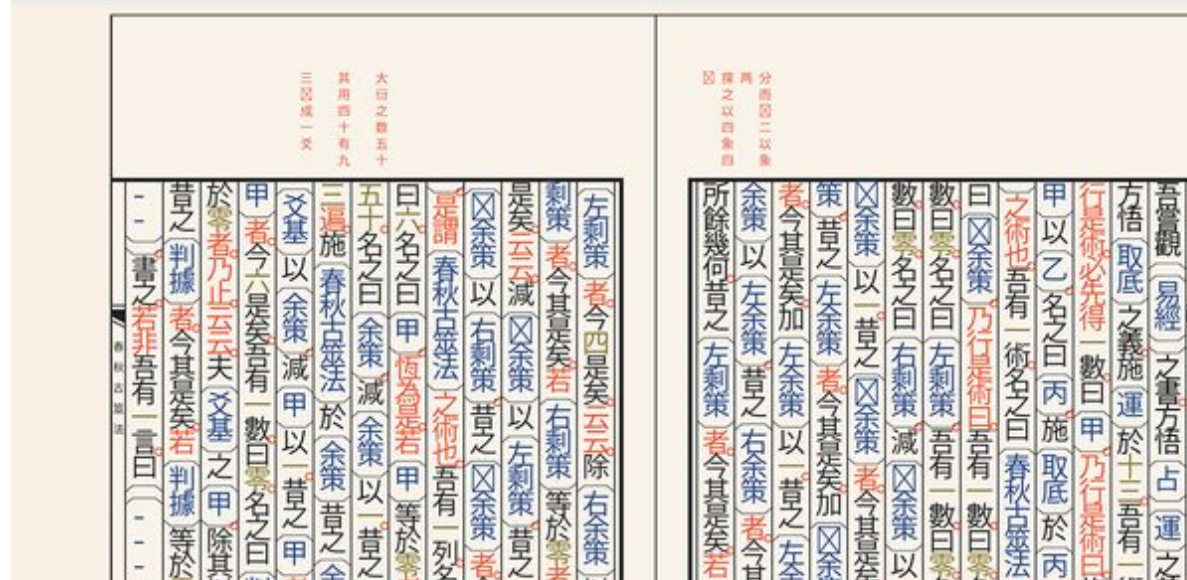 分而二以象
两
揲之以四象四
吾嘗觀易經之書方悟占運之
方悟取底之義施運於十三吾有一
行是術必先得一數曰甲乃行是術曰
甲以乙名之曰丙施取底於丙
之術也吾有一術名之曰春秋占筮法
曰余策乃行是術曰吾有一數曰零
數曰零名之曰左剩策吾有一數曰零
數曰零名之曰右剩策減余策以
余策以一昔之余策者今其是
策昔之左余策者今其是矣加余策
者今其是矣加左余策以一昔之左余
余策以左余策昔之右余策者今其
所餘幾何昔之左剩策者今其是矣若
大衍之數五十
其用四十有九
三成一爻
左剩策者今四是矣云云除右余策
剩策者今其是矣若右剩策等於零者
是矣云云減余策以左剩策昔之
余策以右剩策昔之余策者
是謂春秋占筮法之術也吾有一列名
曰六名之曰甲恆為是若甲等於零
五十名之曰余策減余策以一昔之
三遍施春秋占筮法於余策昔之余
爻基以余策減甲以一昔之甲
甲者今六是矣吾有一數曰零名之曰
於零者乃止云云夫爻基之甲除其
昔之判據者今其是矣若判據等於
書之若非吾有一言曰
春秋占筮法